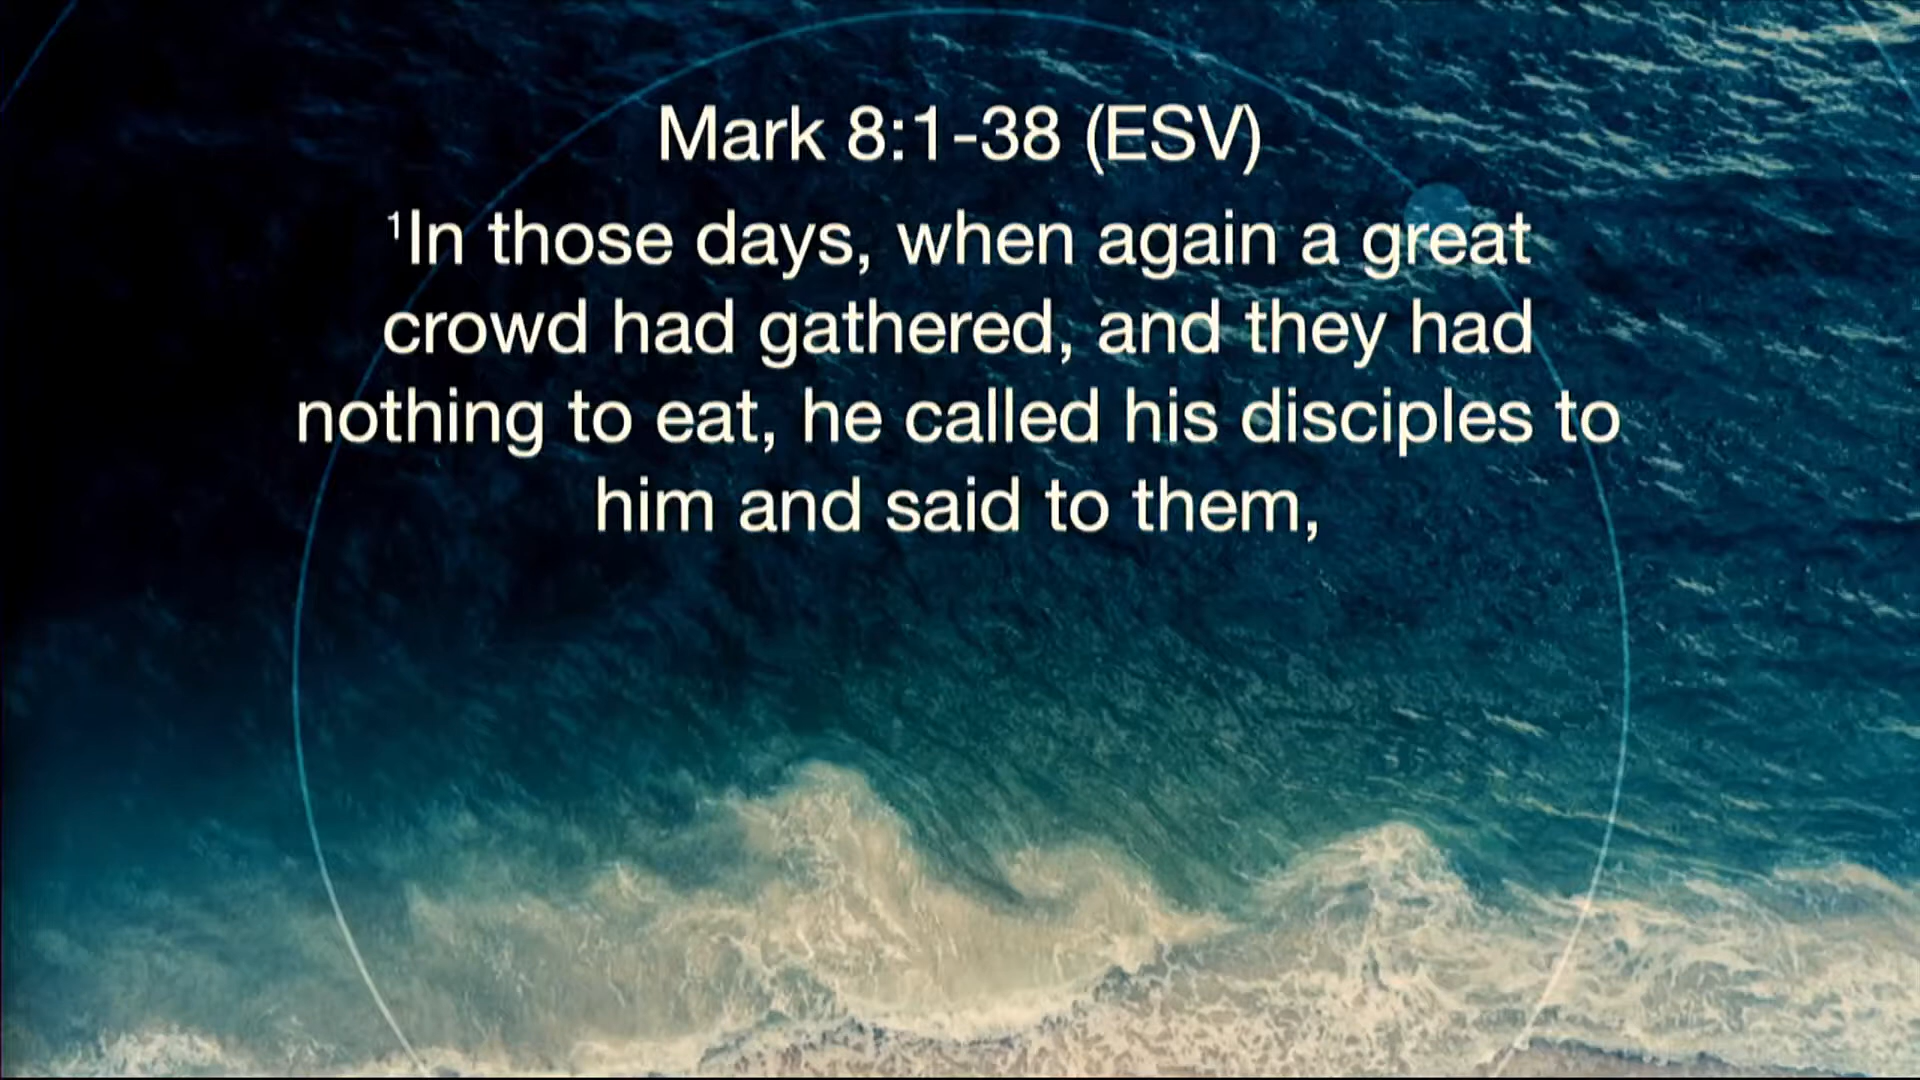 Mark 8:1-38 (ESV)
¹In those days, when again a great
crowd had gathered, and they had
nothing to eat, he called his disciples to
him and said to them,